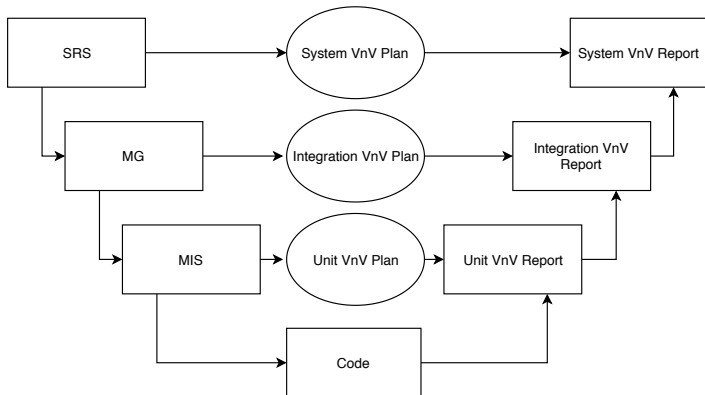 SRS
System VnV Plan
System VnV Report
MG
Integration VnV Plan
Integration VnV
Report
MIS
Unit VnV Plan
Unit VnV Report
Code